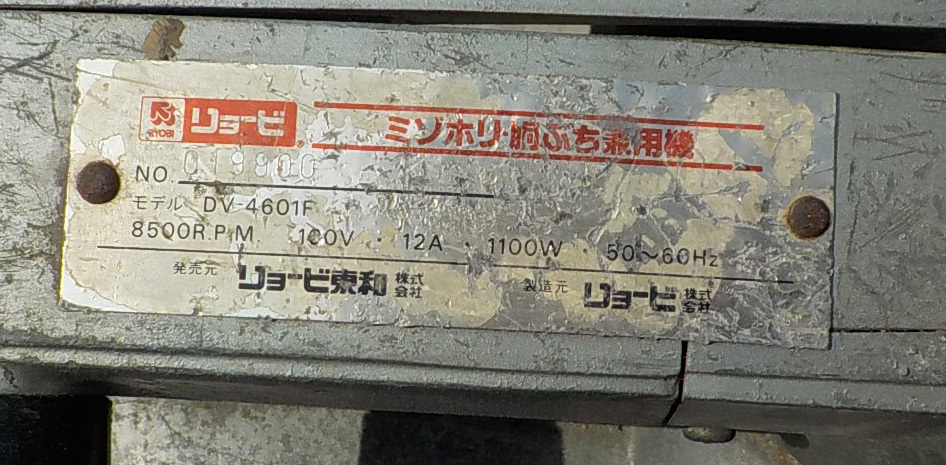 RYOBI リョービ® ミゾホリ・胴ぶち兼用機
NO. 019800
モデル DV-4601F
8500R.P.M. 100V・12A・1100W・50~60Hz
発売元 リョービ東和 株式会社 製造元 リョービ 株式会社